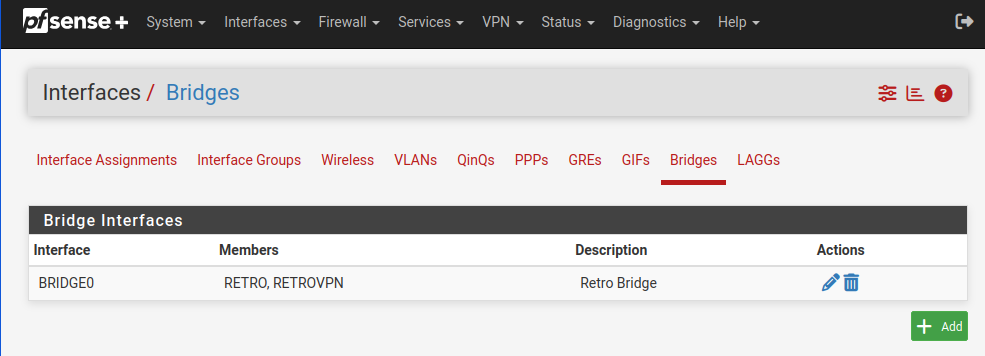 pfsense + System Interfaces Firewall Services VPN Status Diagnostics Help
Interfaces / Bridges ?
Interface Assignments Interface Groups Wireless VLANs QinQs PPPs GREs GIFs Bridges LAGGs
Bridge Interfaces
Interface Members Description Actions
BRIDGE0 RETRO, RETROVPN Retro Bridge
+ Add